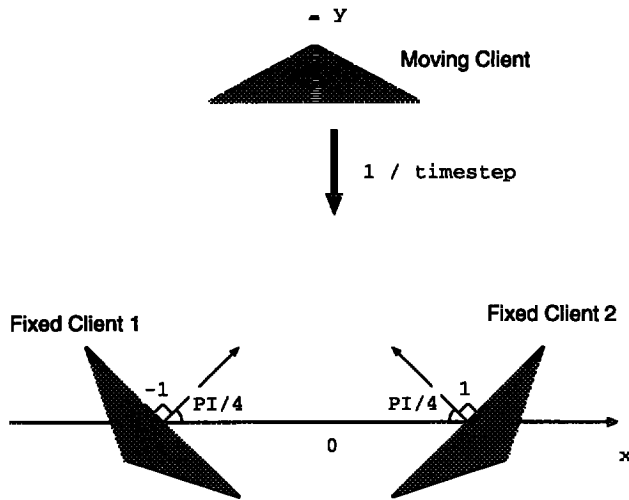 - y
Moving Client
1 / timestep
Fixed Client 1
Fixed Client 2
-1
PI/4
PI/4
1
0
x